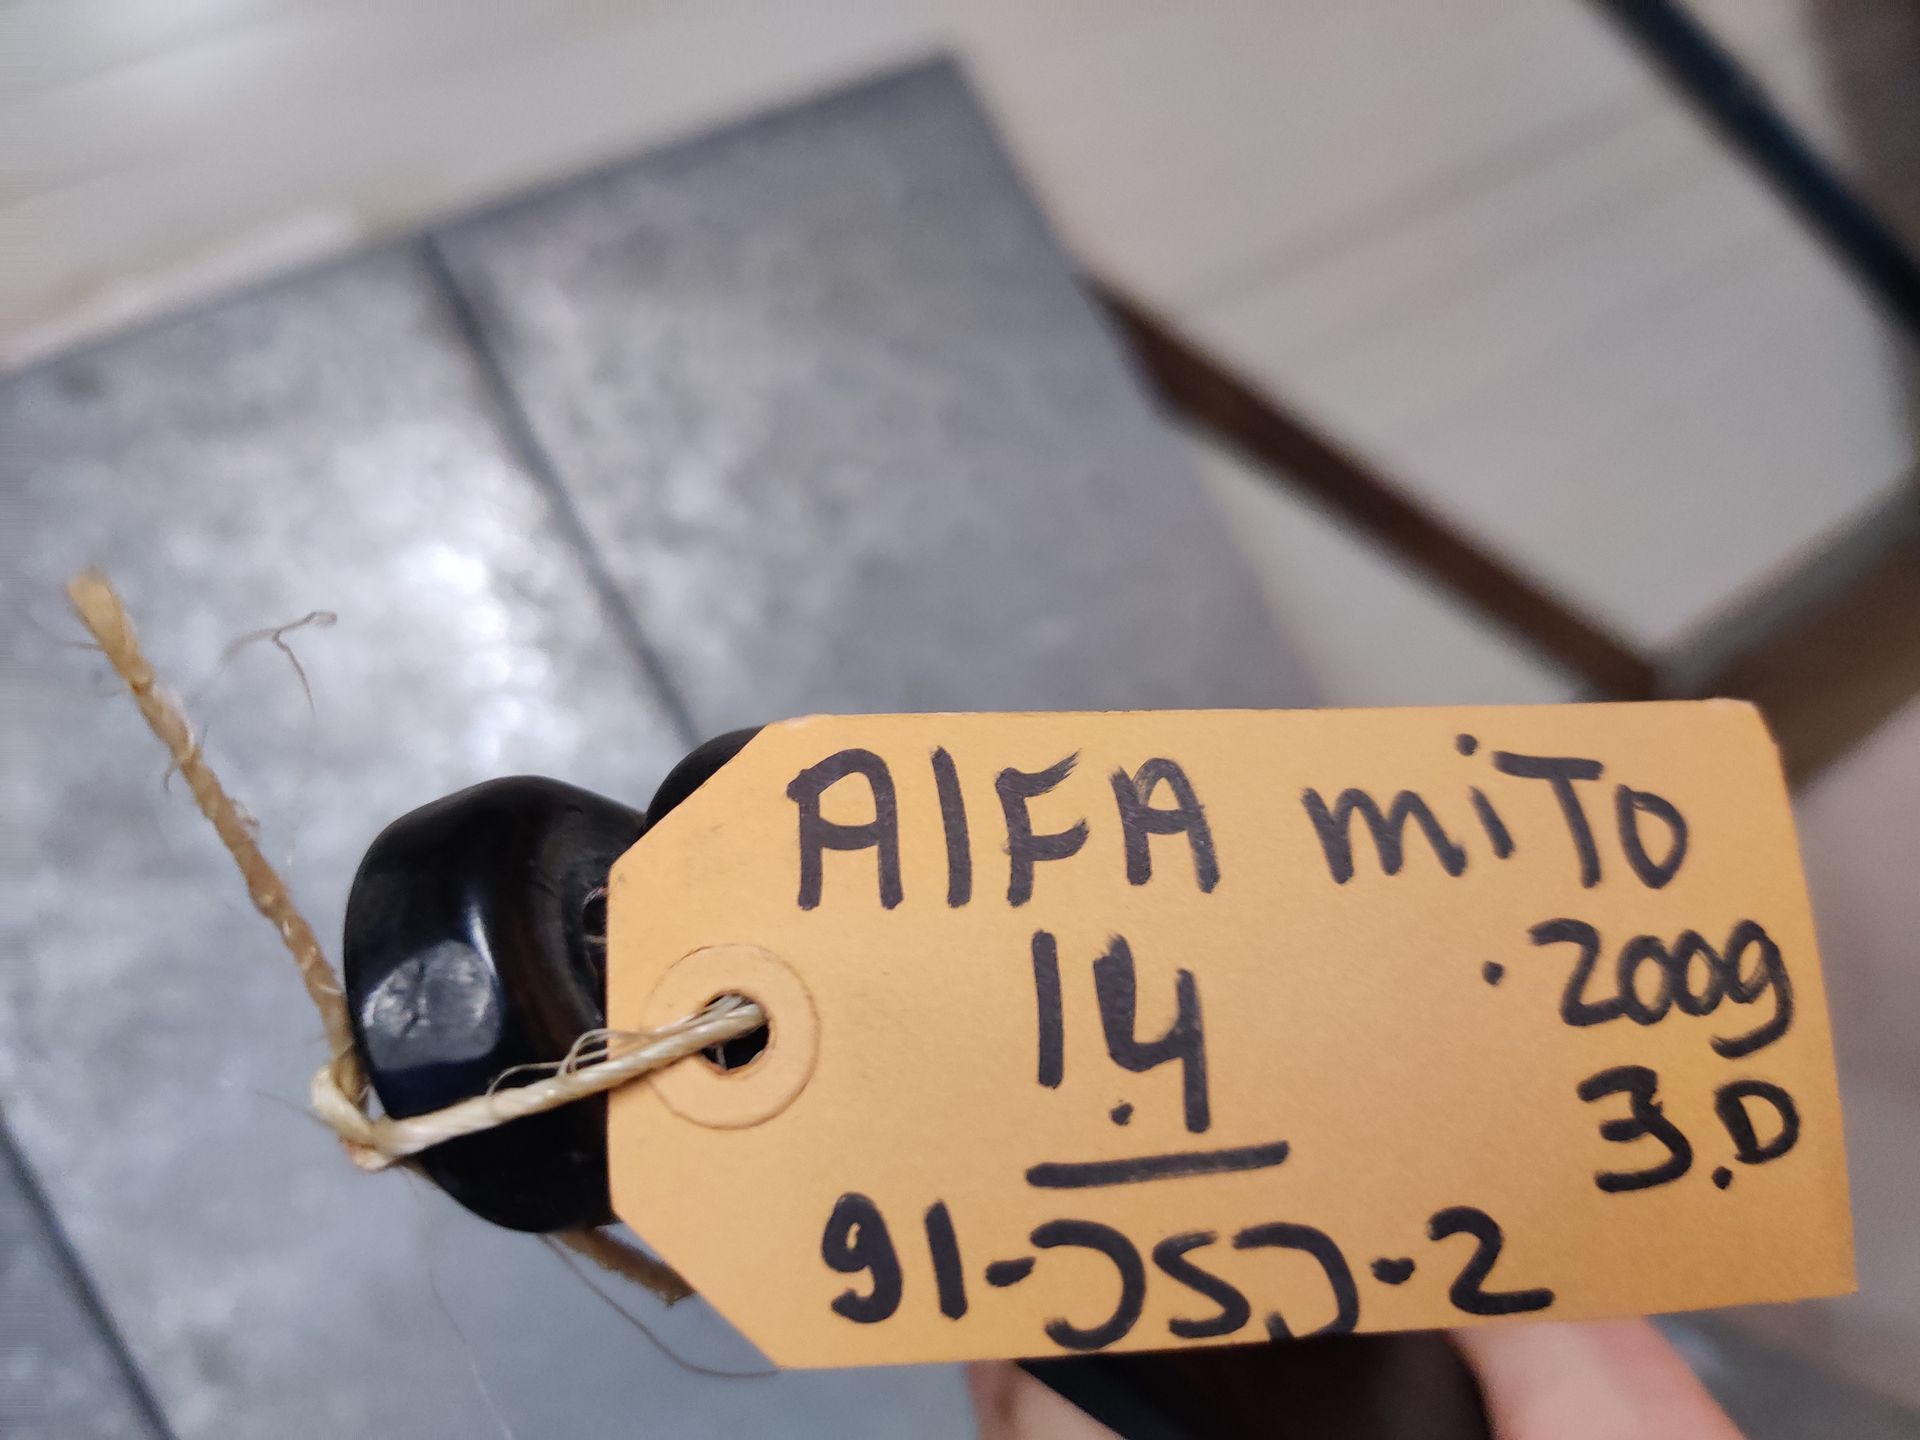 AlFA miTo
1.4 .2009
3.D
91-JSJ-2